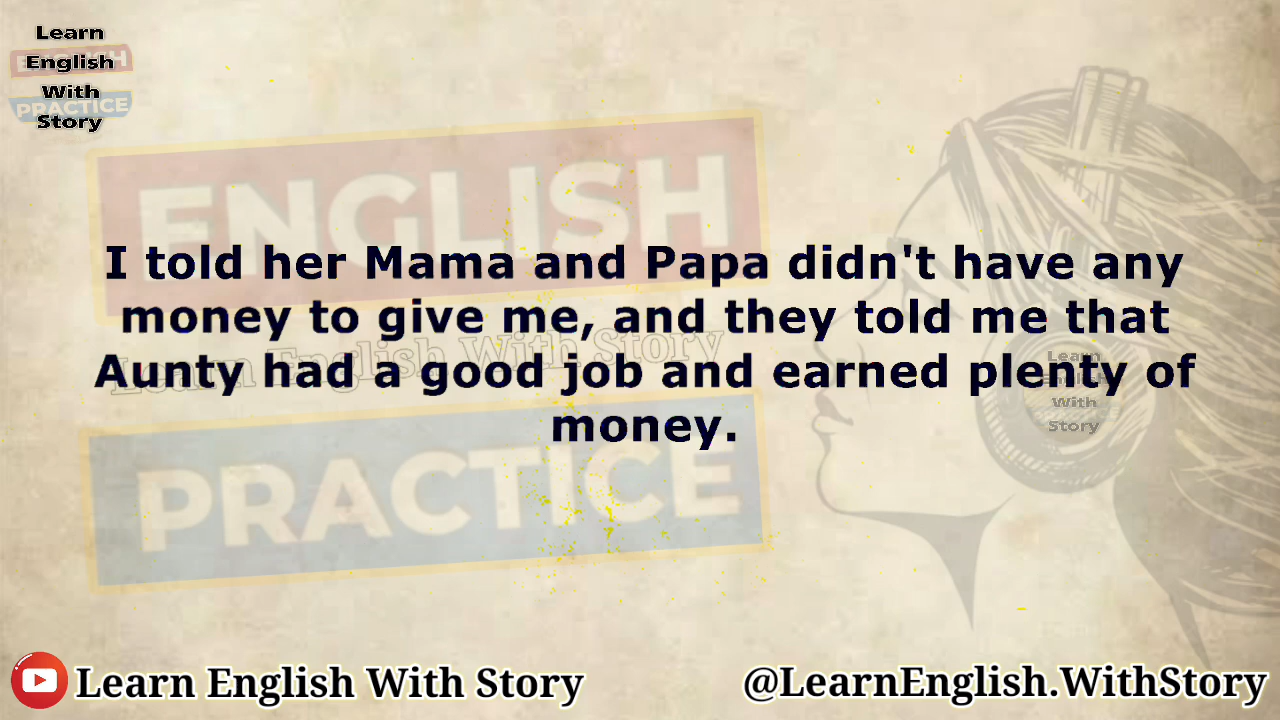 Learn
English
With
Story
ENGLISH
PRACTICE
ENGLISH
I told her Mama and Papa didn't have any
money to give me, and they told me that
Aunty had a good job and earned plenty of
money.
Learn English With Story
Learn
English
With
Story
PRACTICE
Learn English With Story
@LearnEnglish.WithStory